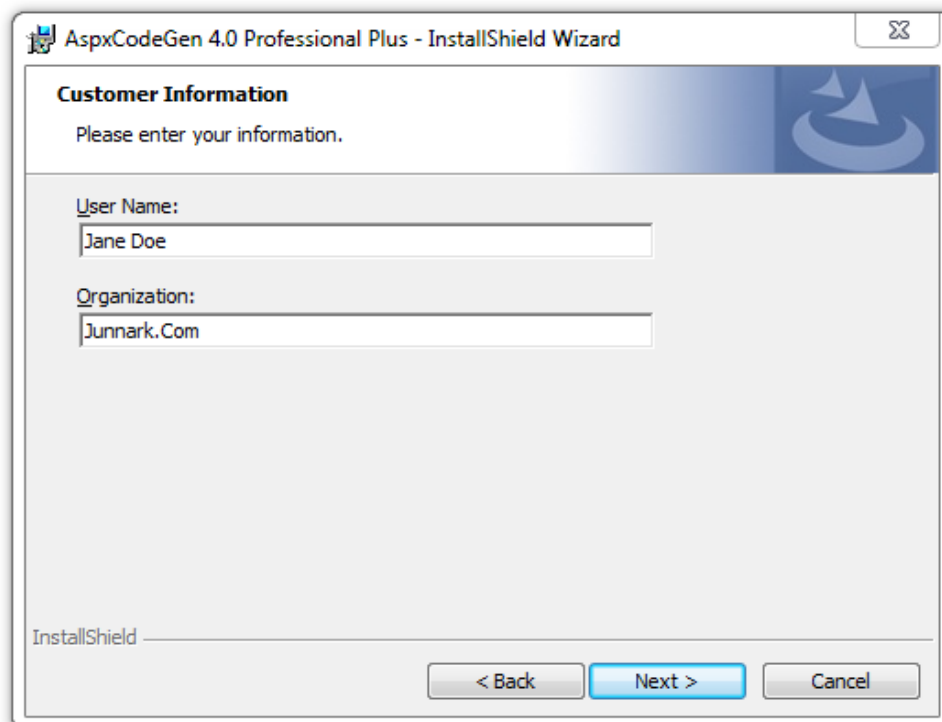 AspxCodeGen 4.0 Professional Plus - InstallShield Wizard
Customer Information
Please enter your information.
User Name:
Jane Doe
Organization:
Junnark.Com
InstallShield
< Back Next > Cancel